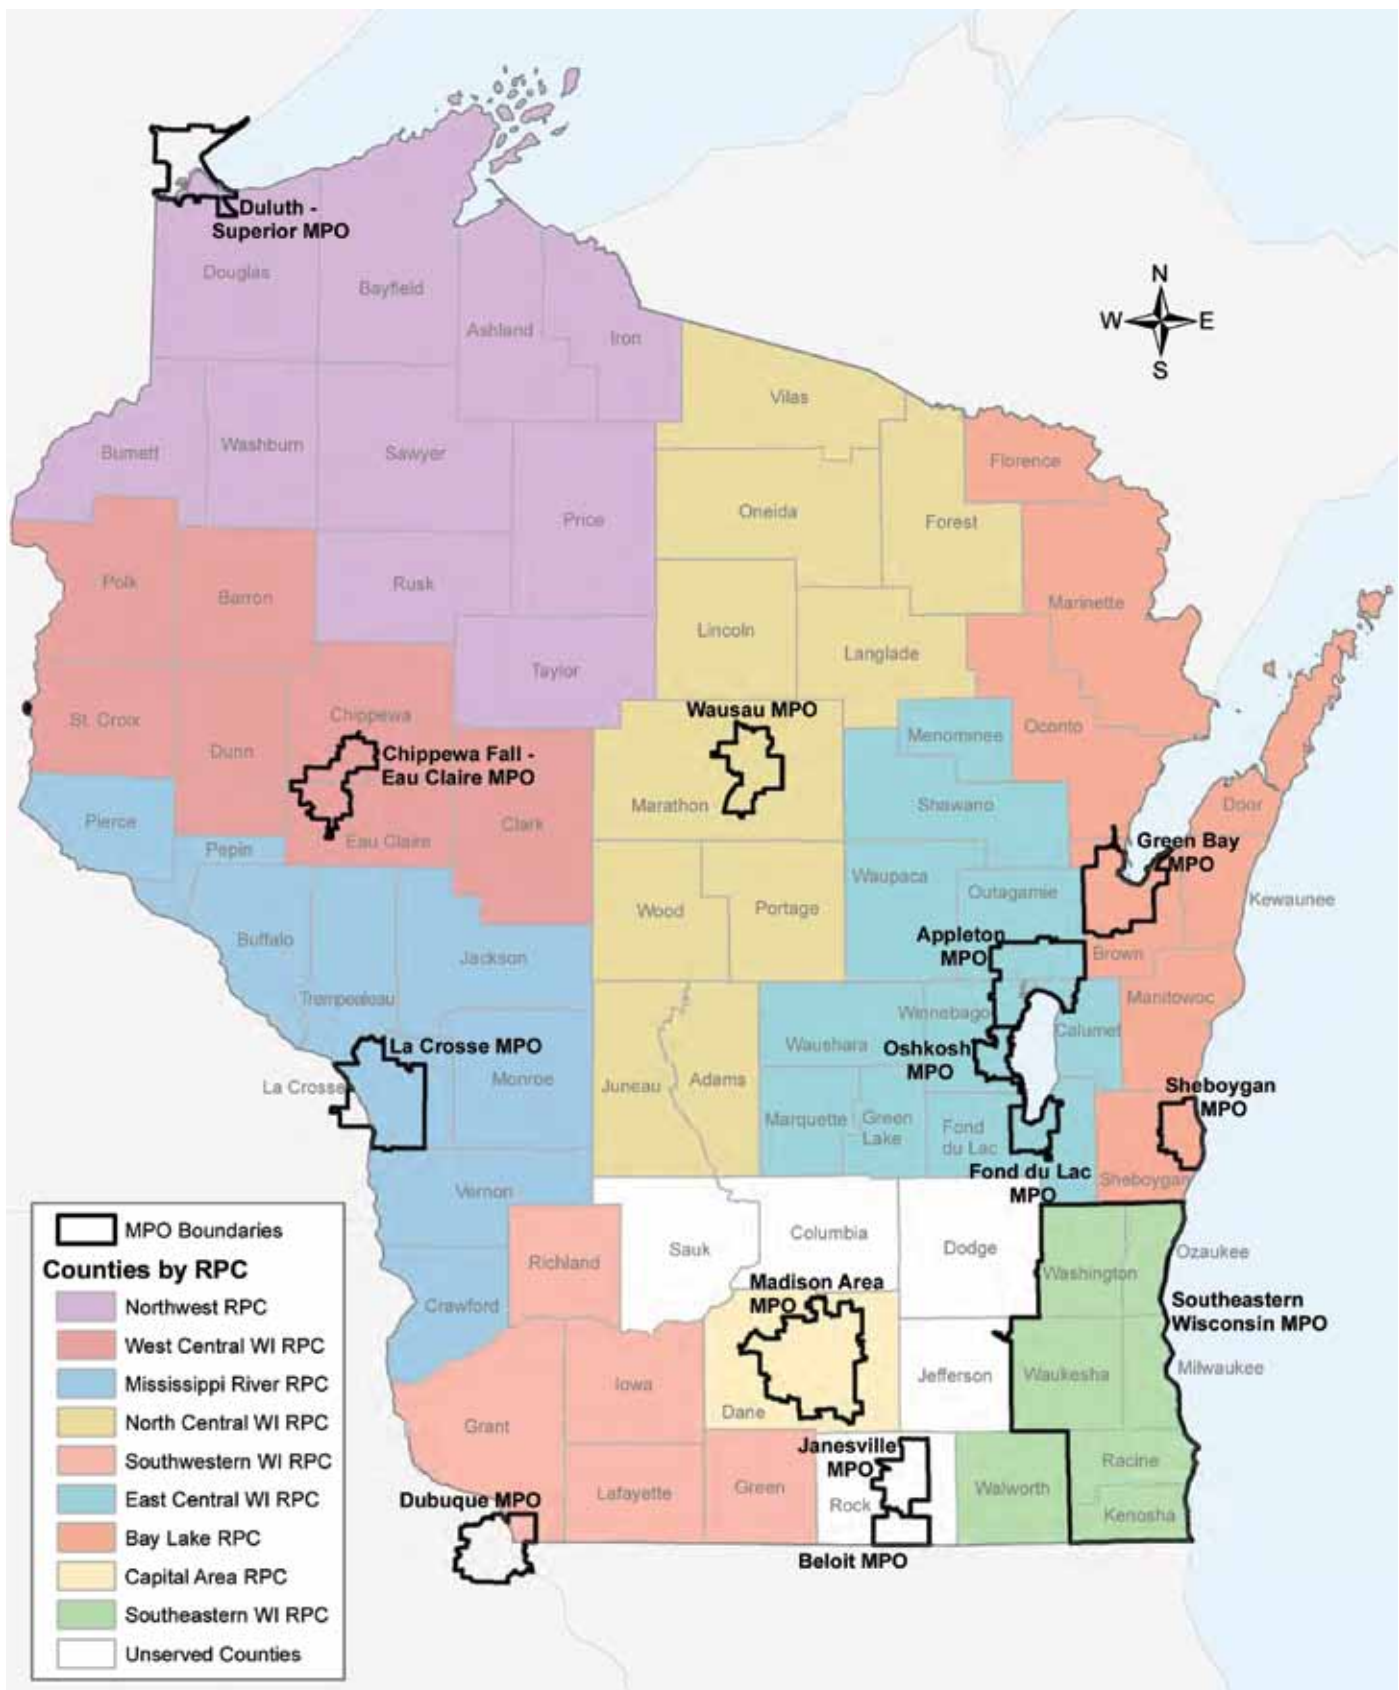 Duluth -
Superior MPO
Douglas
Bayfield
Ashland
Iron
N
W E
S
Vilas
Burnett
Washburn
Sawyer
Florence
Price
Oneida
Forest
Polk
Barron
Rusk
Marinette
Lincoln
Langlade
Taylor
St. Croix
Dunn
Chippewa
Wausau MPO
Menominee
Oconto
Chippewa Fall -
Eau Claire MPO
Marathon
Shawano
Door
Pierce
Pepin
Eau Claire
Clark
Green Bay
MPO
Waupaca
Outagamie
Kewaunee
Wood
Portage
Buffalo
Jackson
Appleton
MPO
Brown
Trempealeau
Winnebago
Manitowoc
La Crosse MPO
Waushara
Oshkosh
MPO
Calumet
La Crosse
Monroe
Juneau
Adams
Sheboygan
MPO
Marquette
Green
Lake
Fond
du Lac
Fond du Lac
MPO
Sheboygan
Vernon
Richland
Sauk
Columbia
Dodge
Washington
Ozaukee
Crawford
Madison Area
MPO
Southeastern
Wisconsin MPO
Iowa
Dane
Jefferson
Waukesha
Milwaukee
Grant
Janesville
MPO
Racine
Dubuque MPO
Lafayette
Green
Rock
Walworth
Kenosha
Beloit MPO
MPO Boundaries
Counties by RPC
Northwest RPC
West Central WI RPC
Mississippi River RPC
North Central WI RPC
Southwestern WI RPC
East Central WI RPC
Bay Lake RPC
Capital Area RPC
Southeastern WI RPC
Unserved Counties